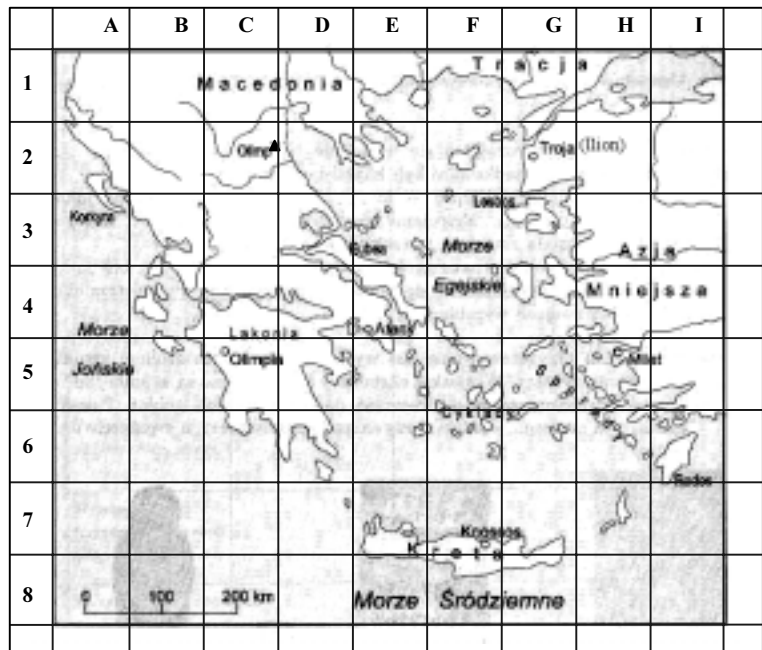 A B C D E F G H I
1
Tracja
Macedonia
2
Olimp
Troja (Ilion)
3
Korkyra
Lesbos
Eubea
Morze
Azja
4
Egejskie
Mniejsza
Morze
Lakonia
Ateny
5
Jońskie
Olimpia
Milet
Cyklady
6
Rodos
7
Knossos
Kreta
8
0 100 200 km
Morze Śródziemne